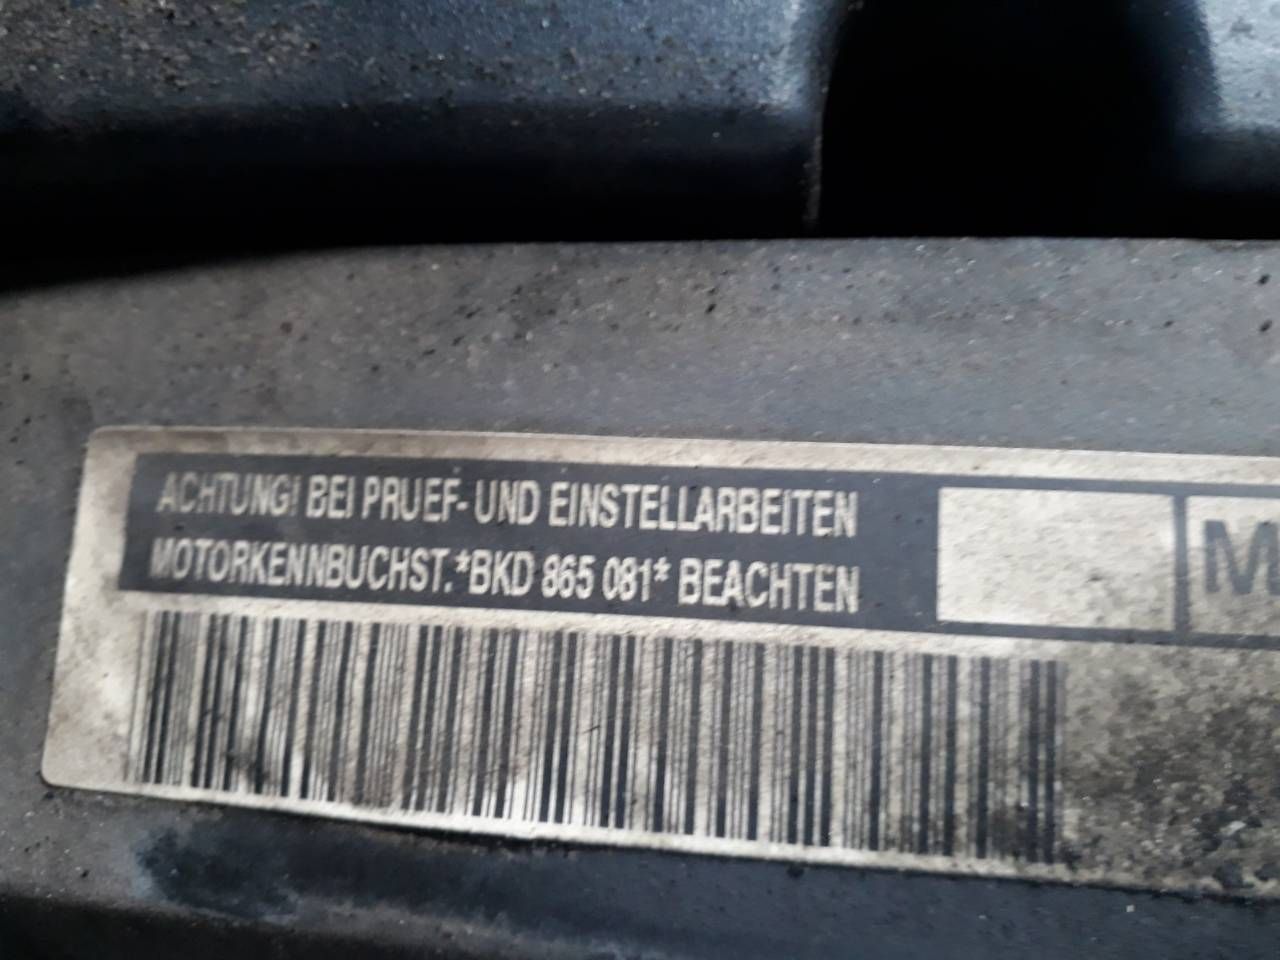 ACHTUNG! BEI PRUEF- UND EINSTELLARBEITEN
MOTORKENNBUCHST.*BKD 865 081* BEACHTEN
M